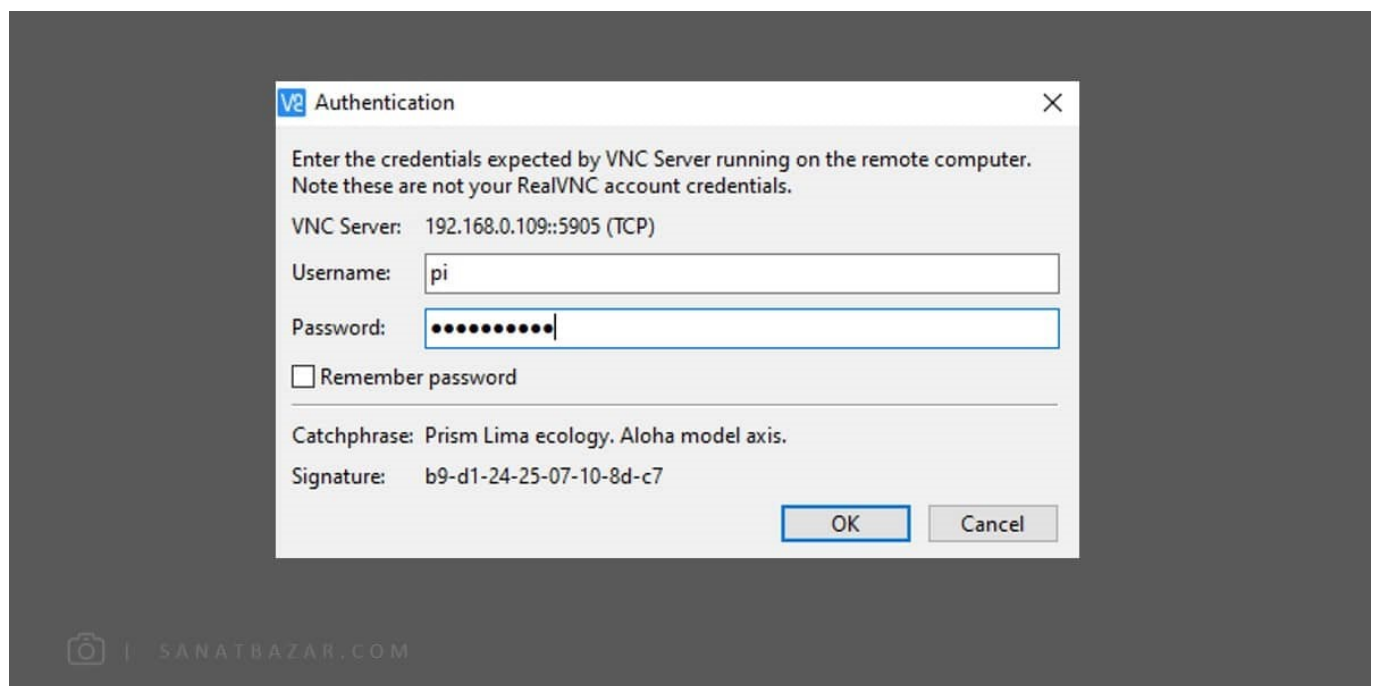 Authentication
Enter the credentials expected by VNC Server running on the remote computer.
Note these are not your RealVNC account credentials.
VNC Server: 192.168.0.109::5905 (TCP)
Username: pi
Password: ●●●●●●●●●●
Remember password
Catchphrase: Prism Lima ecology. Aloha model axis.
Signature: b9-d1-24-25-07-10-8d-c7
OK Cancel
| SANATBAZAR.COM